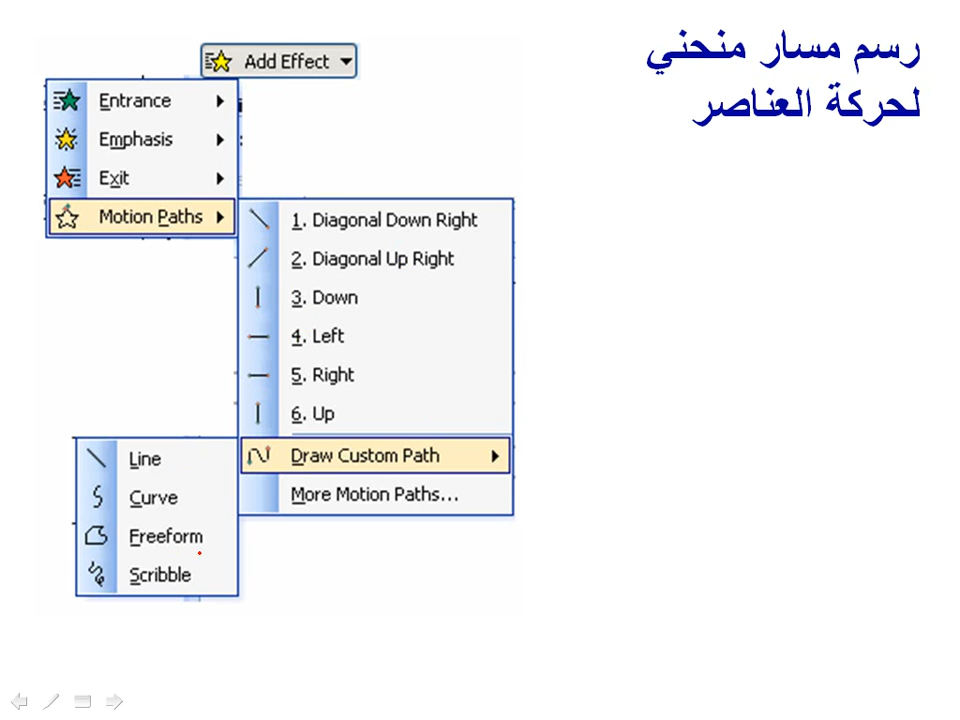 رسم مسار منحني
لحركة العناصر
Add Effect
Entrance
Emphasis
Exit
Motion Paths
1. Diagonal Down Right
2. Diagonal Up Right
3. Down
4. Left
5. Right
6. Up
Draw Custom Path
More Motion Paths...
Line
Curve
Freeform
Scribble